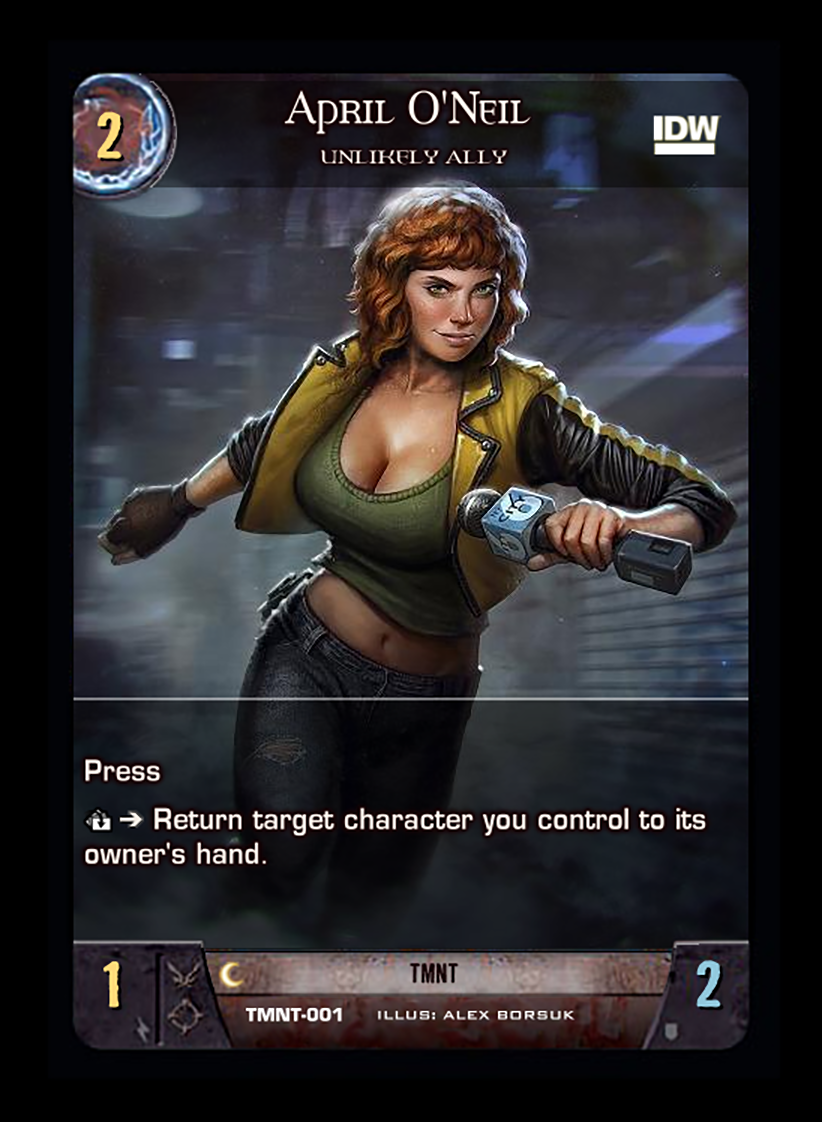 2
April O'Neil
IDW
UNLIKELY ALLY
CITY
Press
→ Return target character you control to its
owner's hand.
1
TMNT
2
TMNT-001 ILLUS: ALEX BORSUK